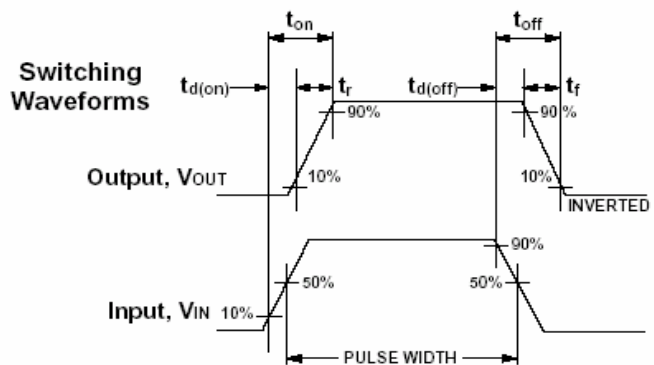 ton
toff
Switching
Waveforms
td(on)
tr
td(off)
tf
90%
90%
Output, VOUT
10%
10%
INVERTED
90%
50%
50%
Input, VIN
10%
PULSE WIDTH